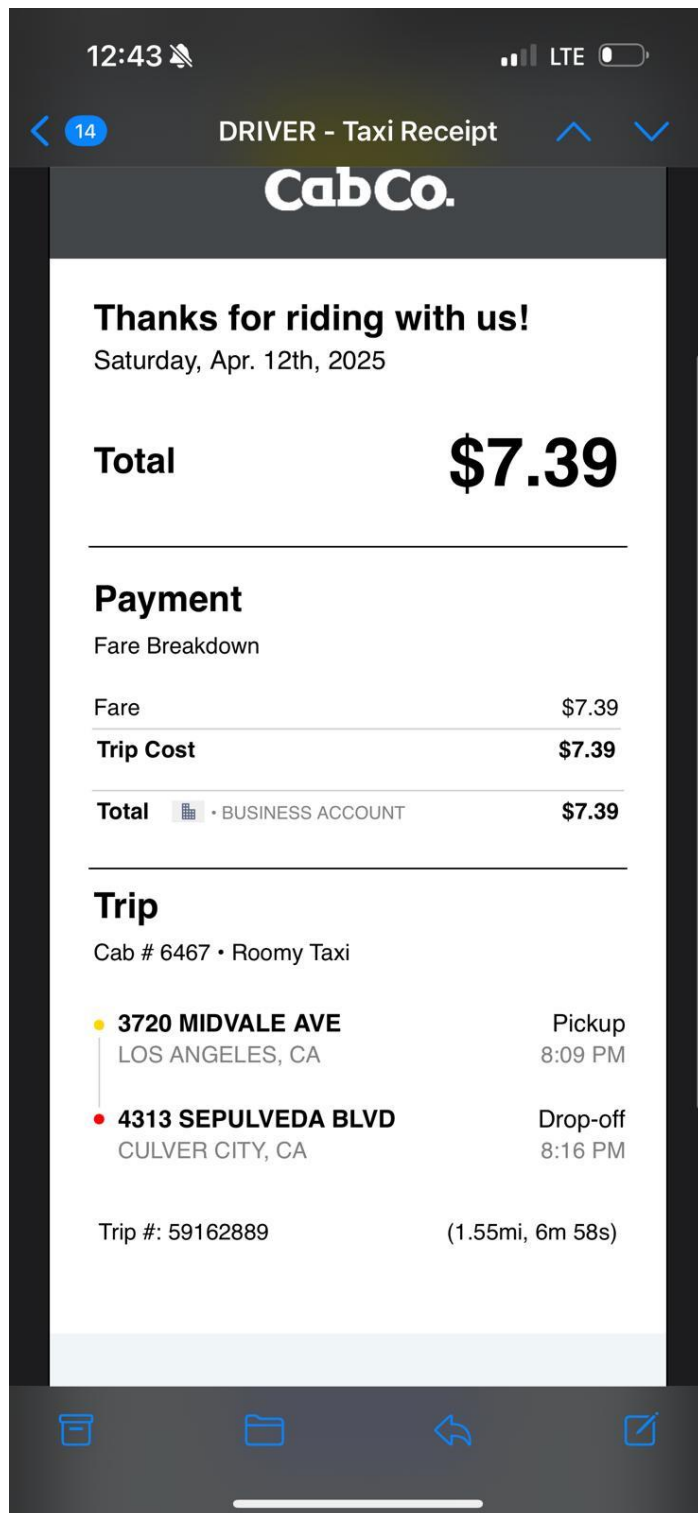 12:43 LTE
14 DRIVER - Taxi Receipt
CabCo.
Thanks for riding with us!
Saturday, Apr. 12th, 2025
Total $7.39
Payment
Fare Breakdown
Fare $7.39
Trip Cost $7.39
Total • BUSINESS ACCOUNT $7.39
Trip
Cab # 6467 • Roomy Taxi
3720 MIDVALE AVE Pickup
LOS ANGELES, CA 8:09 PM
4313 SEPULVEDA BLVD Drop-off
CULVER CITY, CA 8:16 PM
Trip #: 59162889 (1.55mi, 6m 58s)